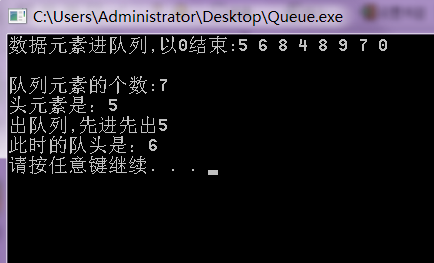 C:\Users\Administrator\Desktop\Queue.exe
数据元素进队列,以0结束:5 6 8 4 8 9 7 0
队列元素的个数:7
头元素是：5
出队列,先进先出5
此时的队头是：6
请按任意键继续. . .